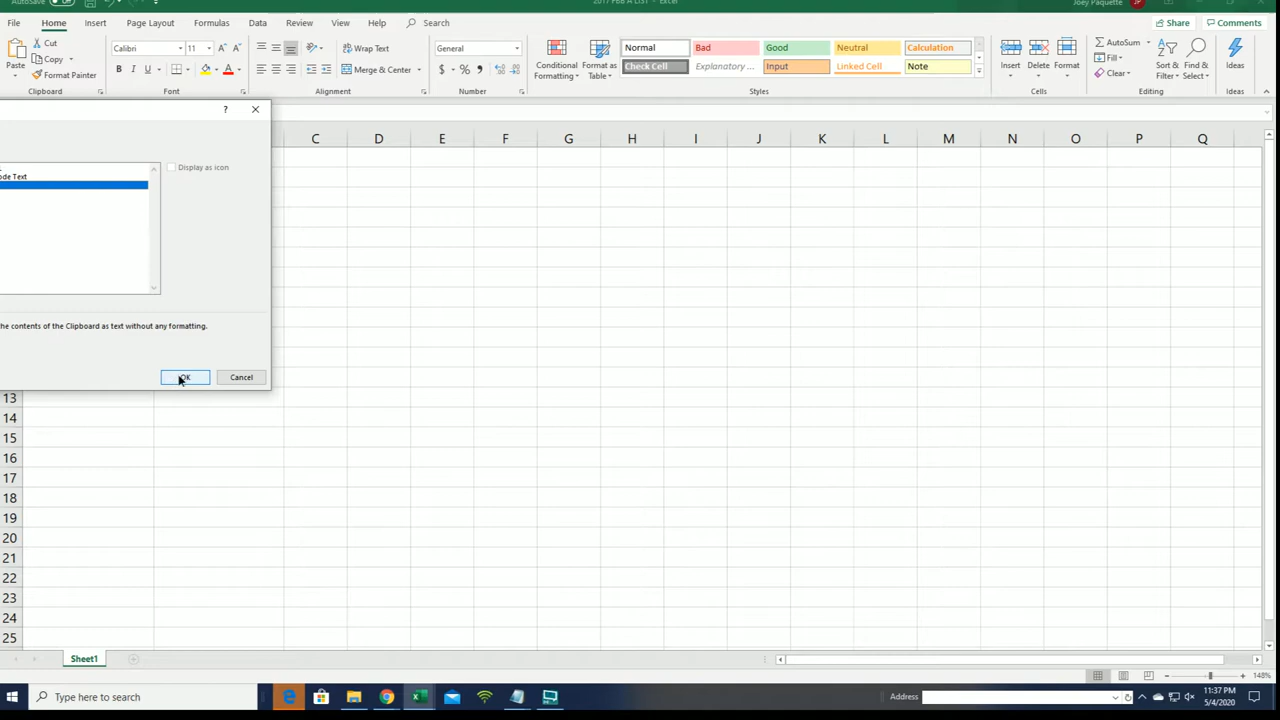 AutoSave
2017 PBB A LIST - Excel
Joey Paquette
JP
File Home Insert Page Layout Formulas Data Review View Help Search
Share Comments
Paste
Cut
Copy
Format Painter
Clipboard
Calibri 11
B I U
A A
Font
Wrap Text
Merge & Center
Alignment
General
$ % ,
Number
Conditional Formatting
Format as Table
Normal Bad Good Neutral Calculation
Check Cell Explanatory ... Input Linked Cell Note
Styles
Insert Delete Format
Cells
AutoSum
Fill
Clear
Sort & Filter
Find & Select
Editing
Ideas
Ideas
?
ode Text
Display as icon
he contents of the Clipboard as text without any formatting.
OK Cancel
C D E F G H I J K L M N O P Q
13
14
15
16
17
18
19
20
21
22
23
24
25
Sheet1
148%
Type here to search
Address
11:37 PM
5/4/2020